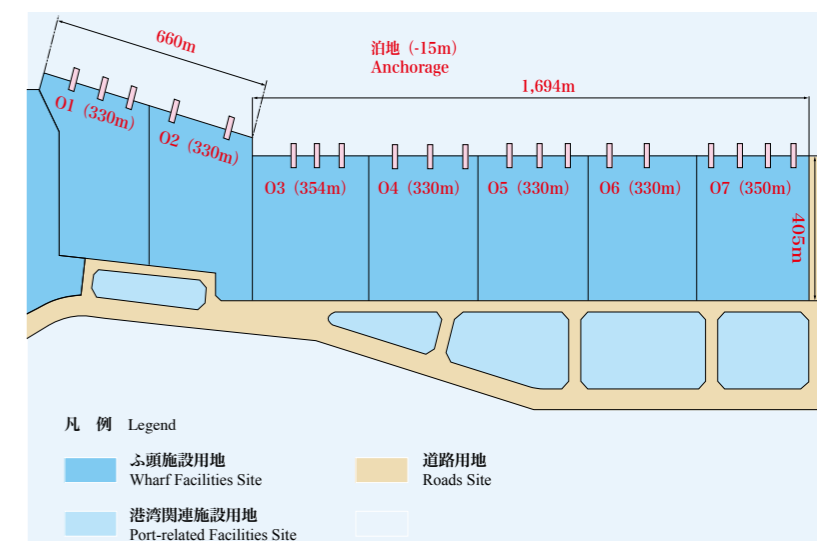 660m
泊地（-15m）
Anchorage
1,694m
O1（330m）
O2（330m）
O3（354m）
O4（330m）
O5（330m）
O6（330m）
O7（350m）
405m
凡　例　Legend
ふ頭施設用地
Wharf Facilities Site
道路用地
Roads Site
港湾関連施設用地
Port-related Facilities Site